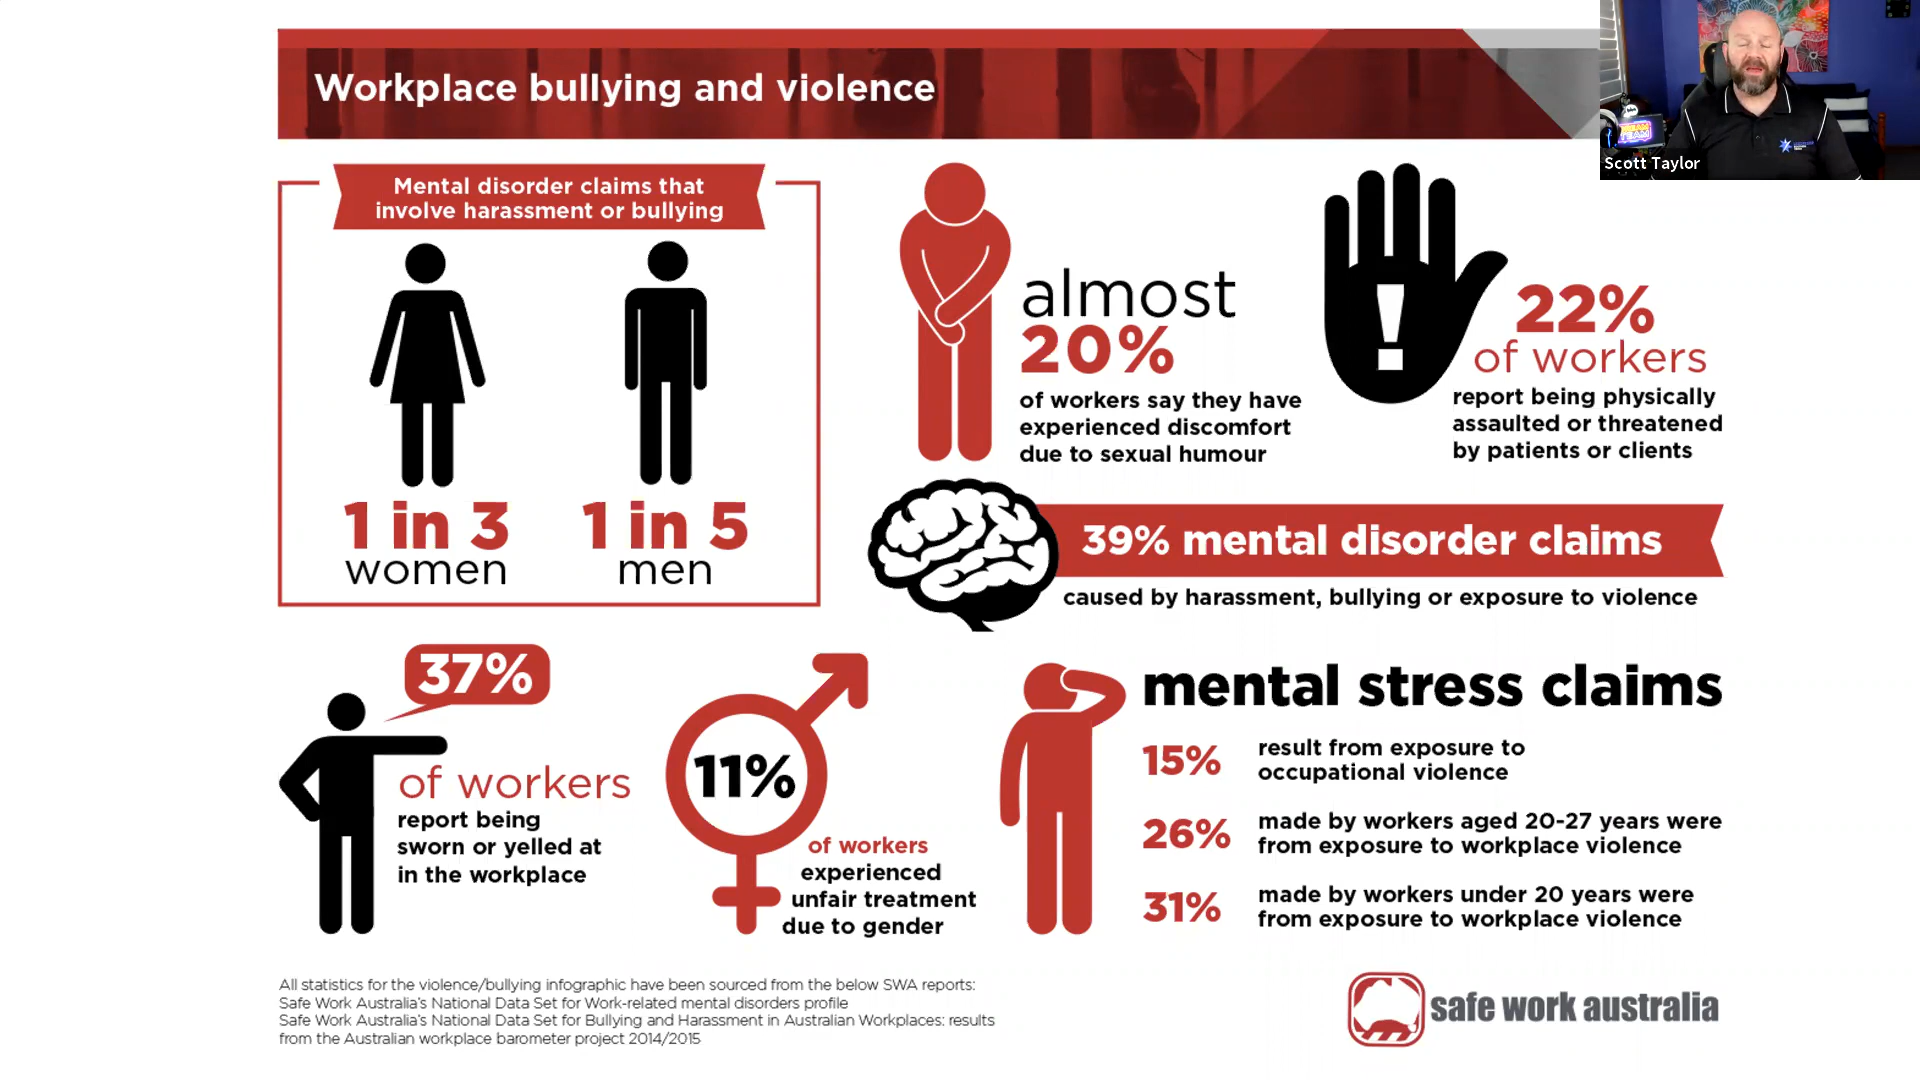 Workplace bullying and violence
Scott Taylor
Mental disorder claims that
involve harassment or bullying
1 in 3
women
1 in 5
men
almost
20%
of workers say they have
experienced discomfort
due to sexual humour
!
22%
of workers
report being physically
assaulted or threatened
by patients or clients
39% mental disorder claims
caused by harassment, bullying or exposure to violence
37%
of workers
report being
sworn or yelled at
in the workplace
11%
of workers
experienced
unfair treatment
due to gender
mental stress claims
15%
result from exposure to
occupational violence
26%
made by workers aged 20-27 years were
from exposure to workplace violence
31%
made by workers under 20 years were
from exposure to workplace violence
All statistics for the violence/bullying infographic have been sourced from the below SWA reports:
Safe Work Australia's National Data Set for Work-related mental disorders profile
Safe Work Australia's National Data Set for Bullying and Harassment in Australian Workplaces: results
from the Australian workplace barometer project 2014/2015
safe work australia